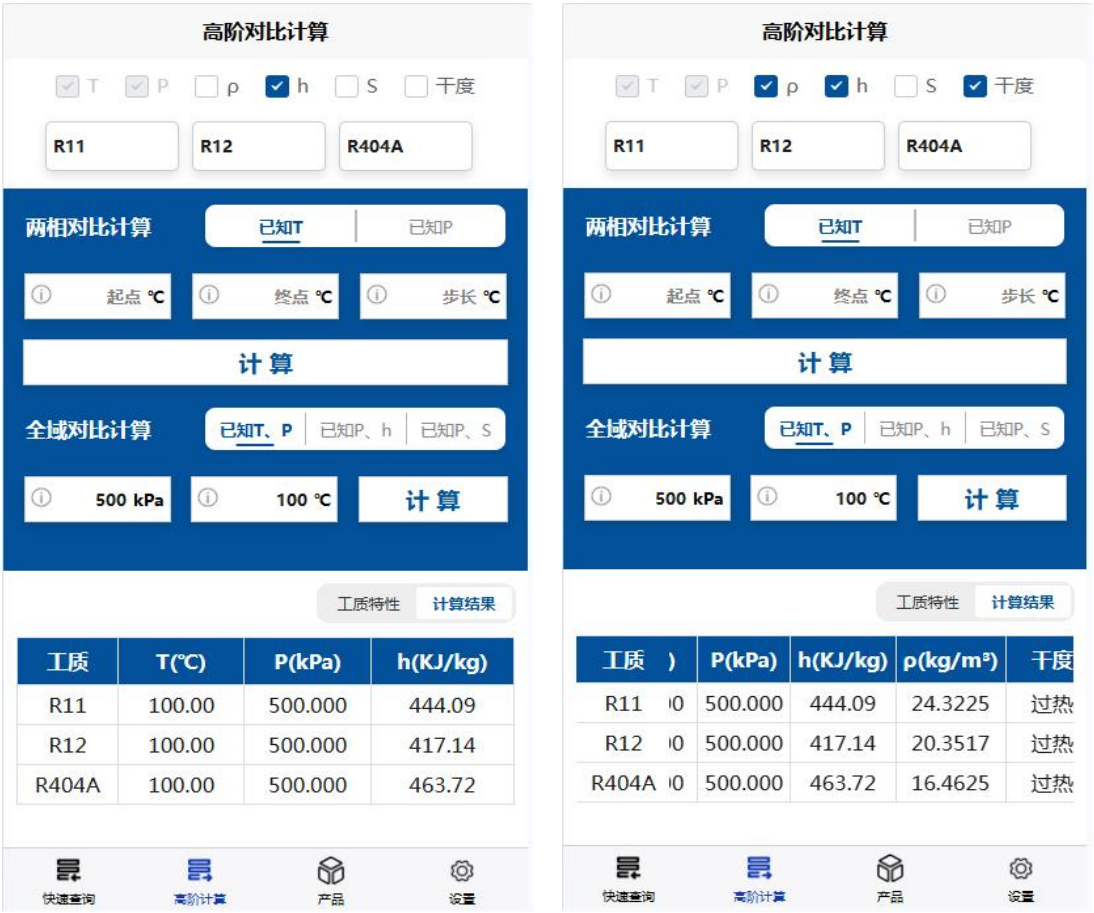 高阶对比计算
T P ρ h S 干度
R11 R12 R404A
两相对比计算 已知T 已知P
起点 ℃ 终点 ℃ 步长 ℃
计 算
全域对比计算 已知T、P 已知P、h 已知P、S
500 kPa 100 ℃ 计 算
工质特性 计算结果
工质 T(℃) P(kPa) h(KJ/kg)
R11 100.00 500.000 444.09
R12 100.00 500.000 417.14
R404A 100.00 500.000 463.72
快速查询 高阶计算 产品 设置
高阶对比计算
T P ρ h S 干度
R11 R12 R404A
两相对比计算 已知T 已知P
起点 ℃ 终点 ℃ 步长 ℃
计 算
全域对比计算 已知T、P 已知P、h 已知P、S
500 kPa 100 ℃ 计 算
工质特性 计算结果
工质 ) P(kPa) h(KJ/kg) ρ(kg/m³) 干度
R11 00 500.000 444.09 24.3225 过热
R12 00 500.000 417.14 20.3517 过热
R404A 00 500.000 463.72 16.4625 过热
快速查询 高阶计算 产品 设置